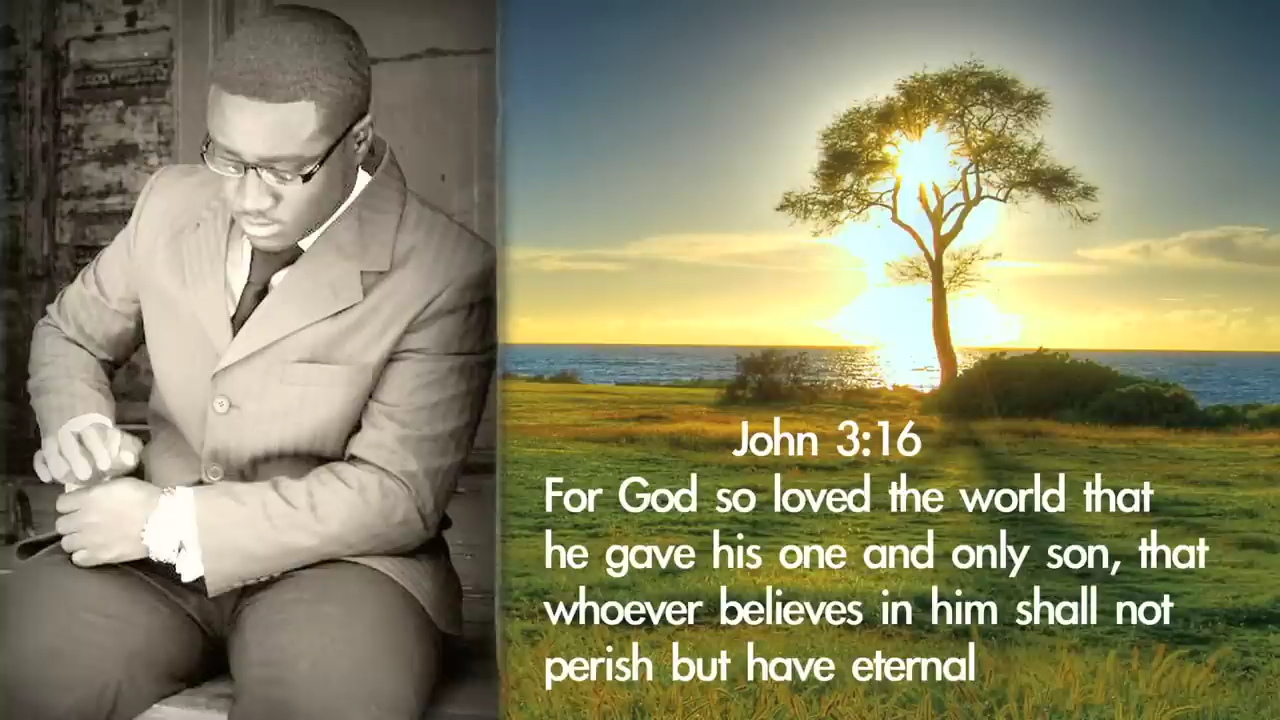 John 3:16
For God so loved the world that
he gave his one and only son, that
whoever believes in him shall not
perish but have eternal